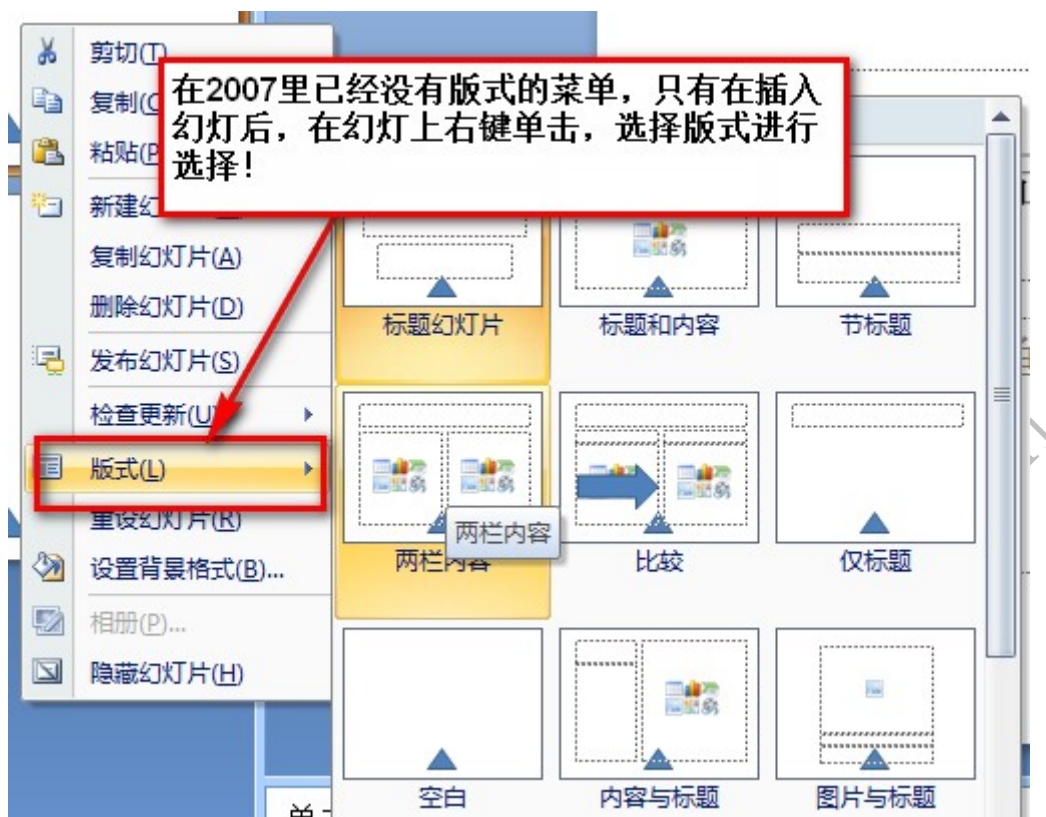 剪切(T)
在2007里已经没有版式的菜单，只有在插入
幻灯后，在幻灯上右键单击，选择版式进行
选择！
复制(C
粘贴(P
新建幻
复制幻灯片(A)
删除幻灯片(D)
发布幻灯片(S)
检查更新(U)
版式(L)
重设幻灯片(R)
设置背景格式(B)...
相册(P)...
隐藏幻灯片(H)
标题幻灯片
标题和内容
节标题
两栏内容
两栏内容
比较
仅标题
空白
内容与标题
图片与标题